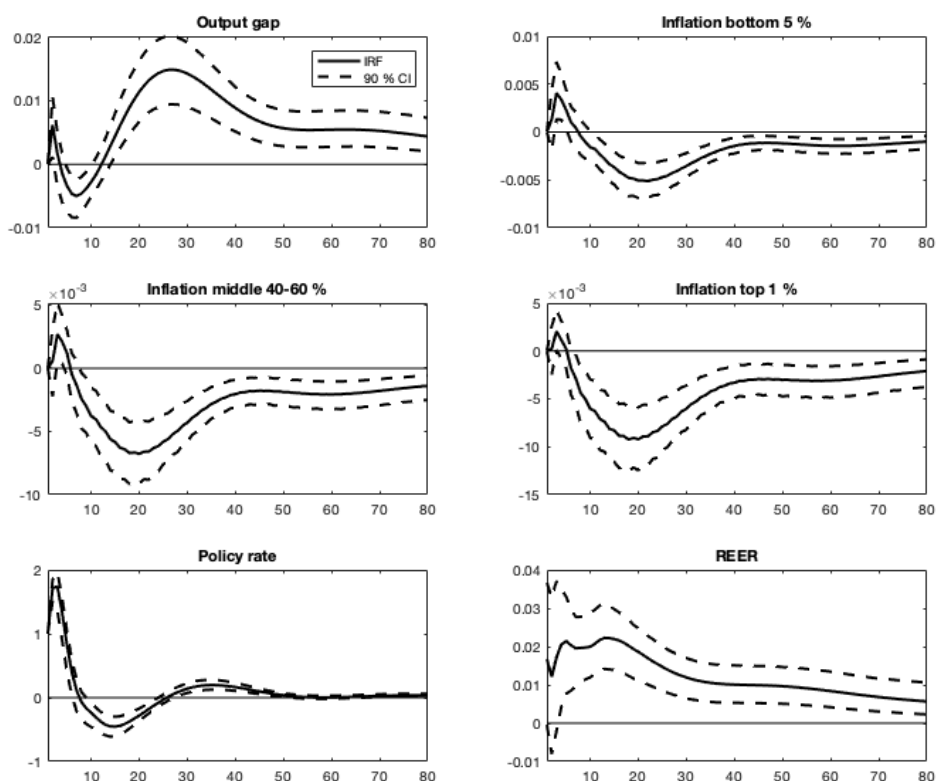 Output gap
0.02
0.01
0
-0.01
IRF
90 % CI
10 20 30 40 50 60 70 80
Inflation bottom 5 %
0.01
0.005
0
-0.005
-0.01
10 20 30 40 50 60 70 80
Inflation middle 40-60 %
×10⁻³
5
0
-5
-10
10 20 30 40 50 60 70 80
Inflation top 1 %
×10⁻³
5
0
-5
-10
-15
10 20 30 40 50 60 70 80
Policy rate
2
1
0
-1
10 20 30 40 50 60 70 80
REER
0.04
0.03
0.02
0.01
0
-0.01
10 20 30 40 50 60 70 80